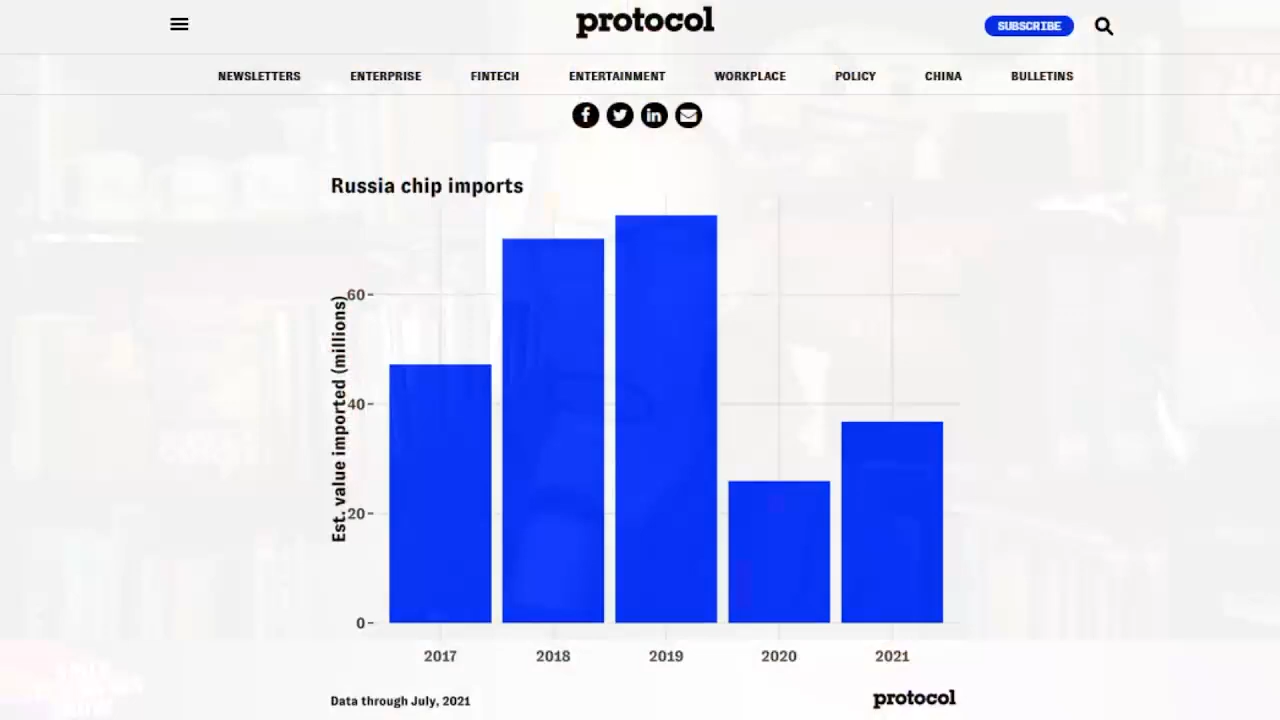 protocol
SUBSCRIBE
NEWSLETTERS ENTERPRISE FINTECH ENTERTAINMENT WORKPLACE POLICY CHINA BULLETINS
Russia chip imports
Est. value imported (millions)
60
40
20
0
2017 2018 2019 2020 2021
Data through July, 2021
protocol